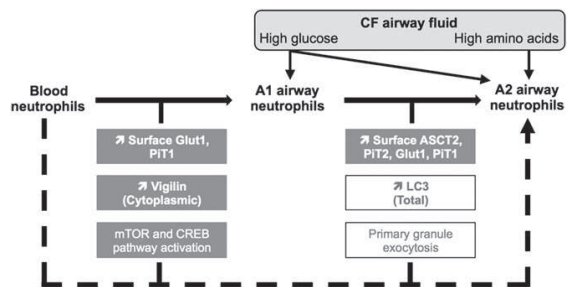 CF airway fluid
High glucose
High amino acids
Blood
neutrophils
A1 airway
neutrophils
A2 airway
neutrophils
↗ Surface Glut1,
PiT1
↗ Surface ASCT2,
PiT2, Glut1, PiT1
↗ Vigilin
(Cytoplasmic)
↗ LC3
(Total)
mTOR and CREB
pathway activation
Primary granule
exocytosis